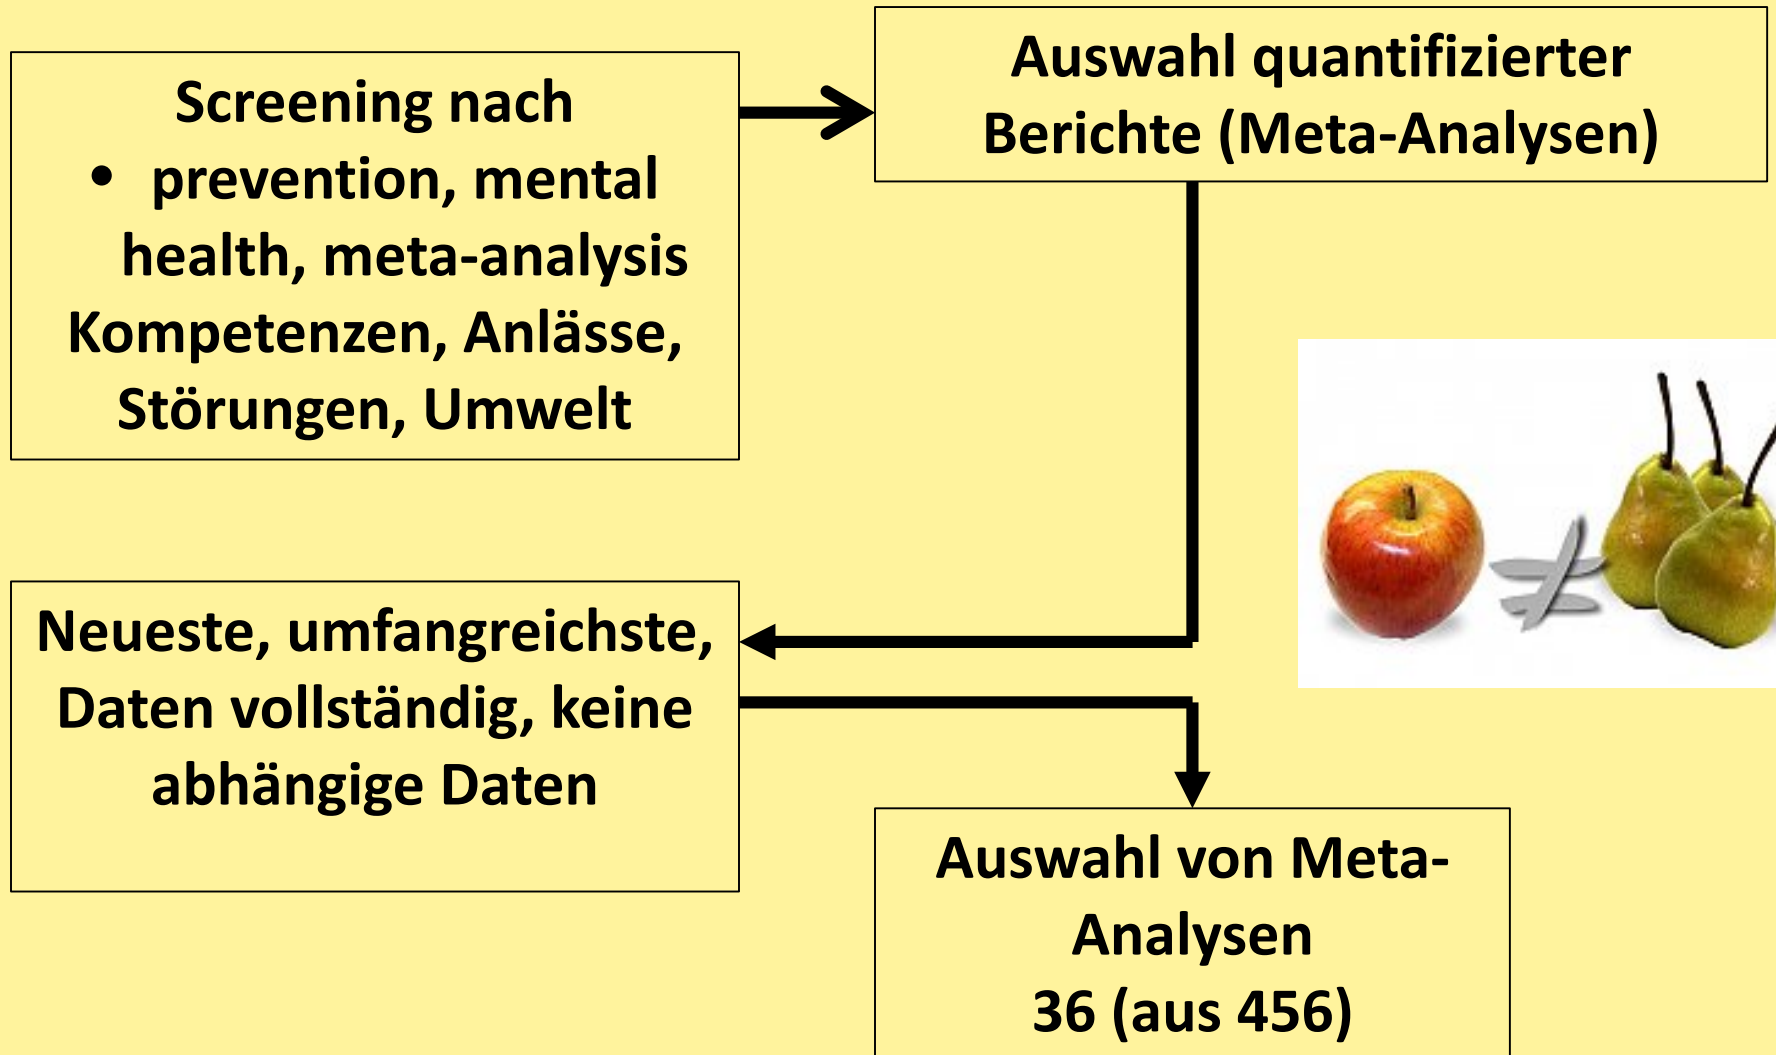 Screening nach
• prevention, mental
health, meta-analysis
Kompetenzen, Anlässe,
Störungen, Umwelt
Auswahl quantifizierter
Berichte (Meta-Analysen)
Neueste, umfangreichste,
Daten vollständig, keine
abhängige Daten
Auswahl von Meta-
Analysen
36 (aus 456)